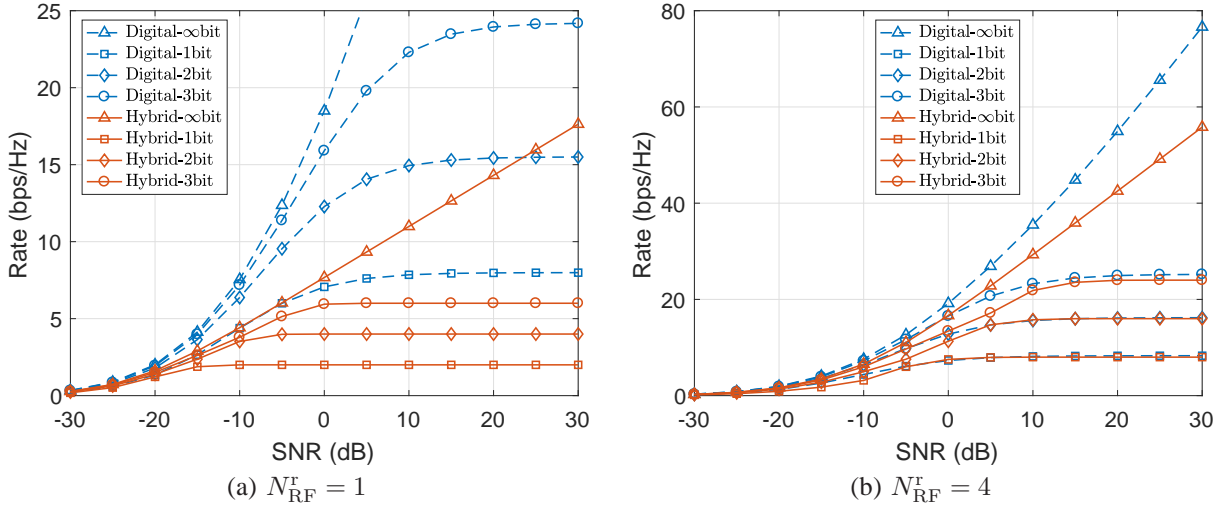 25
20
15
10
5
0
Rate (bps/Hz)
Digital-∞bit
Digital-1bit
Digital-2bit
Digital-3bit
Hybrid-∞bit
Hybrid-1bit
Hybrid-2bit
Hybrid-3bit
-30 -20 -10 0 10 20 30
SNR (dB)
(a) N^r_RF = 1
80
60
40
20
0
Rate (bps/Hz)
Digital-∞bit
Digital-1bit
Digital-2bit
Digital-3bit
Hybrid-∞bit
Hybrid-1bit
Hybrid-2bit
Hybrid-3bit
-30 -20 -10 0 10 20 30
SNR (dB)
(b) N^r_RF = 4